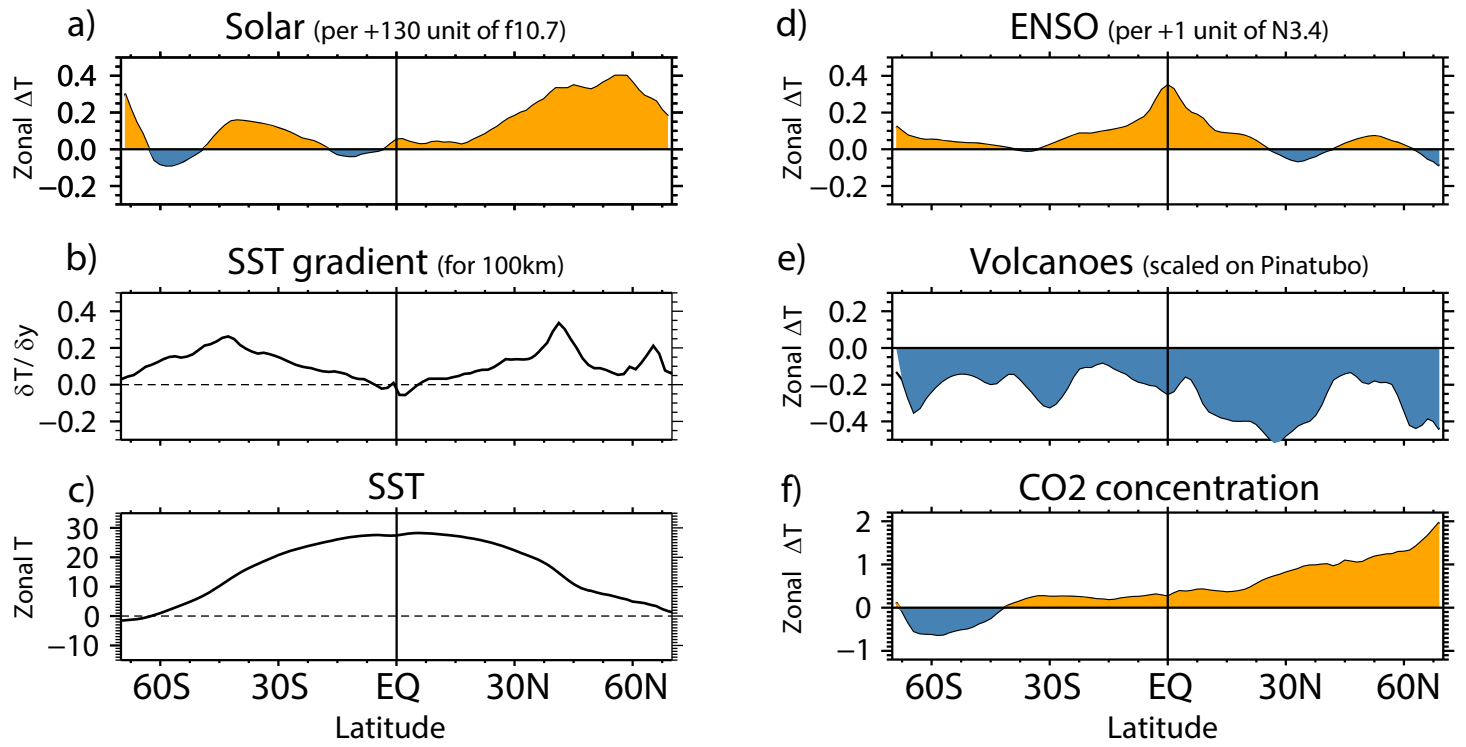 a) Solar (per +130 unit of f10.7)
Zonal ΔT
0.4
0.2
0.0
−0.2
b) SST gradient (for 100km)
δT/ δy
0.4
0.2
0.0
−0.2
c) SST
Zonal T
30
20
10
0
−10
60S 30S EQ 30N 60N
Latitude
d) ENSO (per +1 unit of N3.4)
Zonal ΔT
0.4
0.2
0.0
−0.2
e) Volcanoes (scaled on Pinatubo)
Zonal ΔT
0.2
0.0
−0.2
−0.4
f) CO2 concentration
Zonal ΔT
2
1
0
−1
60S 30S EQ 30N 60N
Latitude